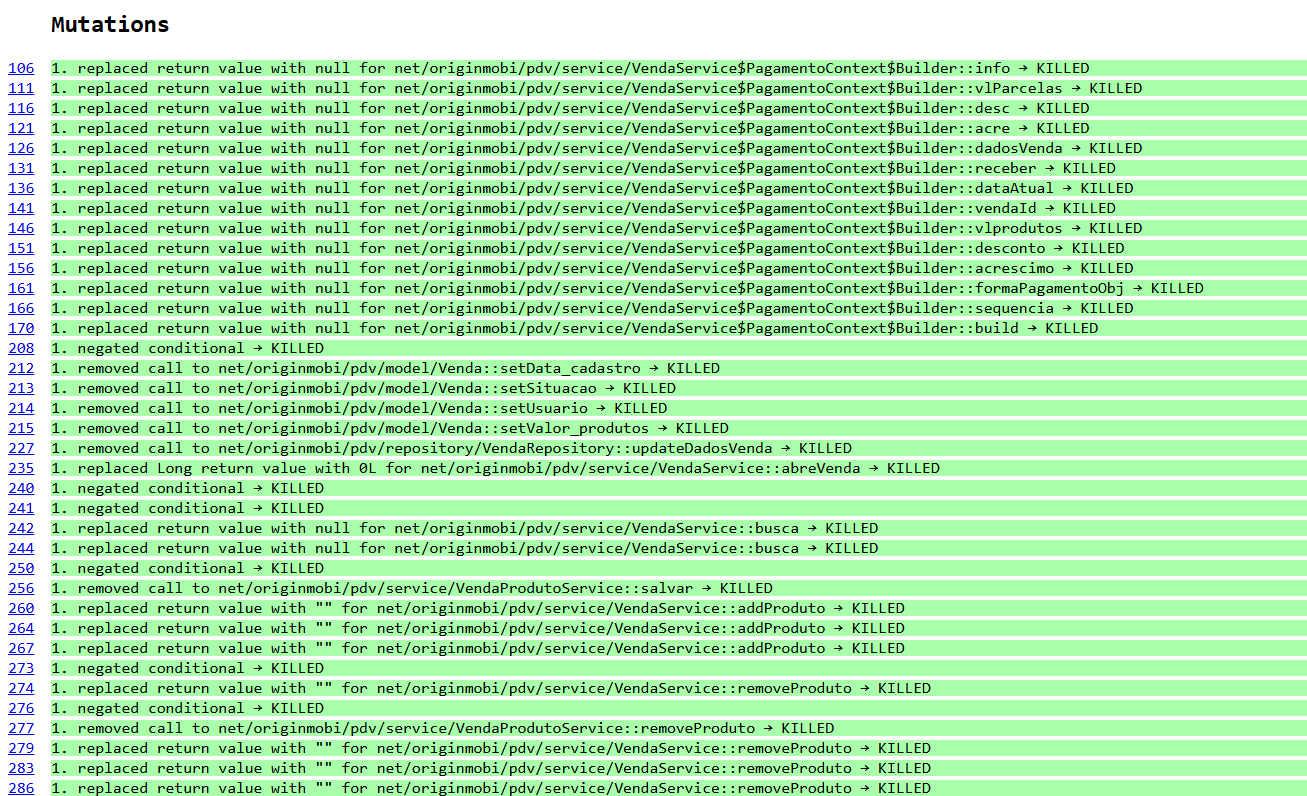 Mutations
106 1. replaced return value with null for net/originmobi/pdv/service/VendaService$PagamentoContext$Builder::info → KILLED
111 1. replaced return value with null for net/originmobi/pdv/service/VendaService$PagamentoContext$Builder::vlParcelas → KILLED
116 1. replaced return value with null for net/originmobi/pdv/service/VendaService$PagamentoContext$Builder::desc → KILLED
121 1. replaced return value with null for net/originmobi/pdv/service/VendaService$PagamentoContext$Builder::acre → KILLED
126 1. replaced return value with null for net/originmobi/pdv/service/VendaService$PagamentoContext$Builder::dadosVenda → KILLED
131 1. replaced return value with null for net/originmobi/pdv/service/VendaService$PagamentoContext$Builder::receber → KILLED
136 1. replaced return value with null for net/originmobi/pdv/service/VendaService$PagamentoContext$Builder::dataAtual → KILLED
141 1. replaced return value with null for net/originmobi/pdv/service/VendaService$PagamentoContext$Builder::vendaId → KILLED
146 1. replaced return value with null for net/originmobi/pdv/service/VendaService$PagamentoContext$Builder::vlprodutos → KILLED
151 1. replaced return value with null for net/originmobi/pdv/service/VendaService$PagamentoContext$Builder::desconto → KILLED
156 1. replaced return value with null for net/originmobi/pdv/service/VendaService$PagamentoContext$Builder::acrescimo → KILLED
161 1. replaced return value with null for net/originmobi/pdv/service/VendaService$PagamentoContext$Builder::formaPagamentoObj → KILLED
166 1. replaced return value with null for net/originmobi/pdv/service/VendaService$PagamentoContext$Builder::sequencia → KILLED
170 1. replaced return value with null for net/originmobi/pdv/service/VendaService$PagamentoContext$Builder::build → KILLED
208 1. negated conditional → KILLED
212 1. removed call to net/originmobi/pdv/model/Venda::setData_cadastro → KILLED
213 1. removed call to net/originmobi/pdv/model/Venda::setSituacao → KILLED
214 1. removed call to net/originmobi/pdv/model/Venda::setUsuario → KILLED
215 1. removed call to net/originmobi/pdv/model/Venda::setValor_produtos → KILLED
227 1. removed call to net/originmobi/pdv/repository/VendaRepository::updateDadosVenda → KILLED
235 1. replaced Long return value with 0L for net/originmobi/pdv/service/VendaService::abreVenda → KILLED
240 1. negated conditional → KILLED
241 1. negated conditional → KILLED
242 1. replaced return value with null for net/originmobi/pdv/service/VendaService::busca → KILLED
244 1. replaced return value with null for net/originmobi/pdv/service/VendaService::busca → KILLED
250 1. negated conditional → KILLED
256 1. removed call to net/originmobi/pdv/service/VendaProdutoService::salvar → KILLED
260 1. replaced return value with "" for net/originmobi/pdv/service/VendaService::addProduto → KILLED
264 1. replaced return value with "" for net/originmobi/pdv/service/VendaService::addProduto → KILLED
267 1. replaced return value with "" for net/originmobi/pdv/service/VendaService::addProduto → KILLED
273 1. negated conditional → KILLED
274 1. replaced return value with "" for net/originmobi/pdv/service/VendaService::removeProduto → KILLED
276 1. negated conditional → KILLED
277 1. removed call to net/originmobi/pdv/service/VendaProdutoService::removeProduto → KILLED
279 1. replaced return value with "" for net/originmobi/pdv/service/VendaService::removeProduto → KILLED
283 1. replaced return value with "" for net/originmobi/pdv/service/VendaService::removeProduto → KILLED
286 1. replaced return value with "" for net/originmobi/pdv/service/VendaService::removeProduto → KILLED